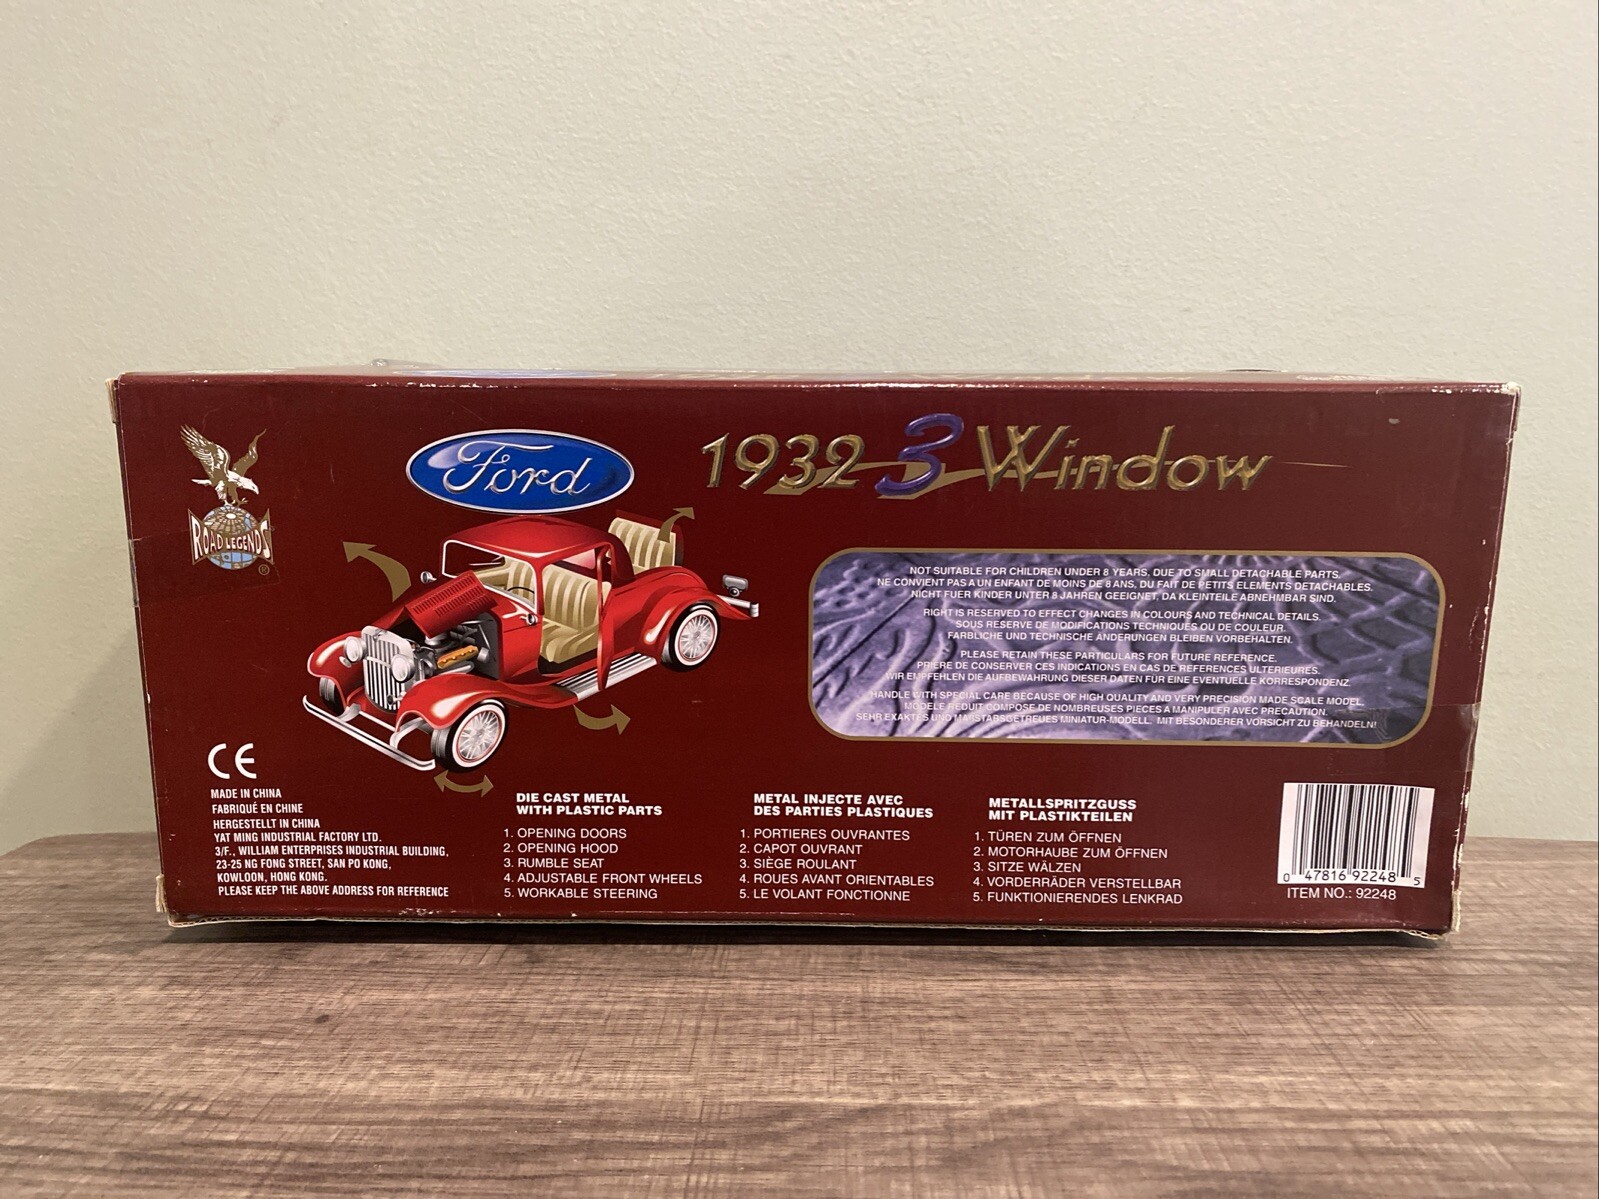 ROAD LEGENDS
®
Ford
1932 3 Window
NOT SUITABLE FOR CHILDREN UNDER 8 YEARS, DUE TO SMALL DETACHABLE PARTS.
NE CONVIENT PAS A UN ENFANT DE MOINS DE 8 ANS, DU FAIT DE PETITS ELEMENTS DETACHABLES.
NICHT FUER KINDER UNTER 8 JAHREN GEEIGNET, DA KLEINTEILE ABNEHMBAR SIND.
RIGHT IS RESERVED TO EFFECT CHANGES IN COLOURS AND TECHNICAL DETAILS.
SOUS RESERVE DE MODIFICATIONS TECHNIQUES OU DE COULEUR.
FARBLICHE UND TECHNISCHE ANDERUNGEN BLEIBEN VORBEHALTEN.
PLEASE RETAIN THESE PARTICULARS FOR FUTURE REFERENCE.
PRIERE DE CONSERVER CES INDICATIONS EN CAS DE REFERENCES ULTERIEURES.
WIR EMPFEHLEN DIE AUFBEWAHRUNG DIESER DATEN FÜR EINE EVENTUELLE KORRESPONDENZ.
HANDLE WITH SPECIAL CARE BECAUSE OF HIGH QUALITY AND VERY PRECISION MADE SCALE MODEL.
MODELE REDUIT COMPOSE DE NOMBREUSES PIECES A MANIPULER AVEC PRECAUTION.
SEHR EXAKTES UND MASSTABSGETREUES MINIATUR-MODELL. MIT BESONDERER VORSICHT ZU BEHANDELN!
CE
MADE IN CHINA
FABRIQUÉ EN CHINE
HERGESTELLT IN CHINA
YAT MING INDUSTRIAL FACTORY LTD.
3/F., WILLIAM ENTERPRISES INDUSTRIAL BUILDING,
23-25 NG FONG STREET, SAN PO KONG,
KOWLOON, HONG KONG.
PLEASE KEEP THE ABOVE ADDRESS FOR REFERENCE
DIE CAST METAL
WITH PLASTIC PARTS
1. OPENING DOORS
2. OPENING HOOD
3. RUMBLE SEAT
4. ADJUSTABLE FRONT WHEELS
5. WORKABLE STEERING
METAL INJECTE AVEC
DES PARTIES PLASTIQUES
1. PORTIERES OUVRANTES
2. CAPOT OUVRANT
3. SIÈGE ROULANT
4. ROUES AVANT ORIENTABLES
5. LE VOLANT FONCTIONNE
METALLSPRITZGUSS
MIT PLASTIKTEILEN
1. TÜREN ZUM ÖFFNEN
2. MOTORHAUBE ZUM ÖFFNEN
3. SITZE WÄLZEN
4. VORDERRÄDER VERSTELLBAR
5. FUNKTIONIERENDES LENKRAD
0 47816 92248 5
ITEM NO.: 92248